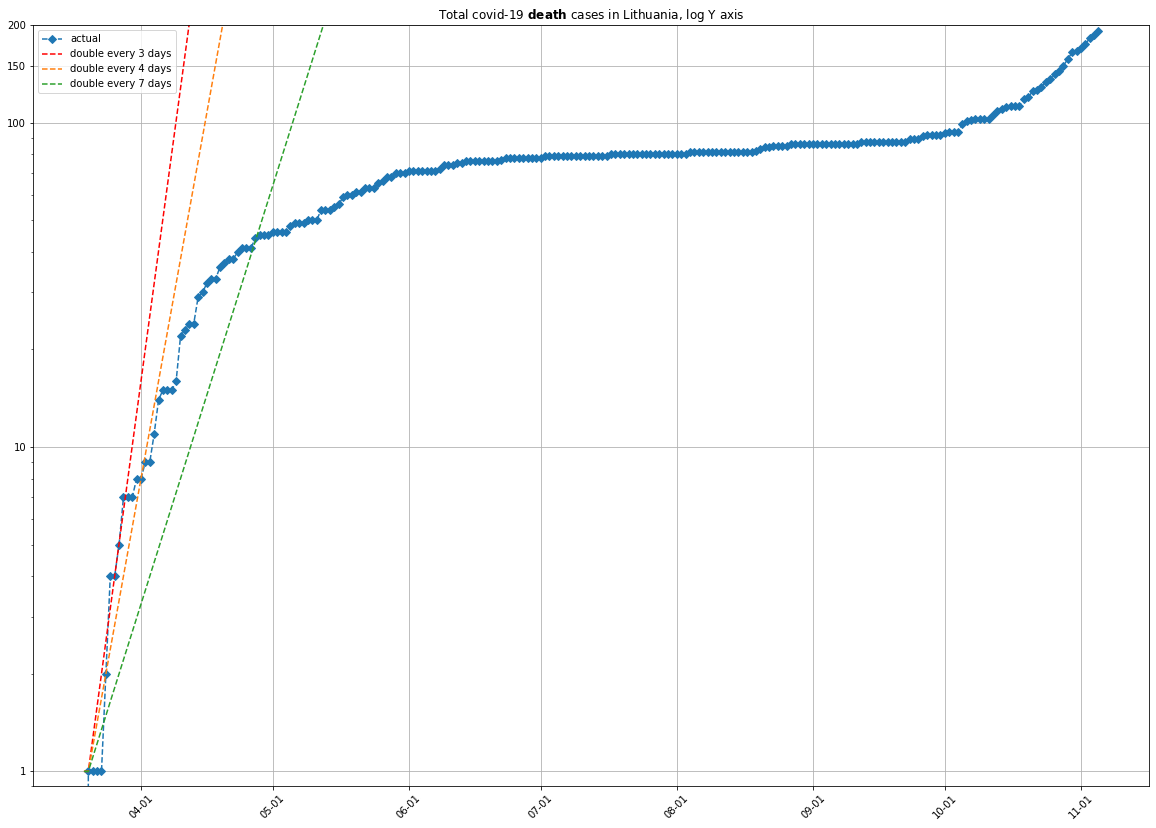 Total covid-19 death cases in Lithuania, log Y axis
actual
double every 3 days
double every 4 days
double every 7 days
200
150
100
10
1
04-01
05-01
06-01
07-01
08-01
09-01
10-01
11-01